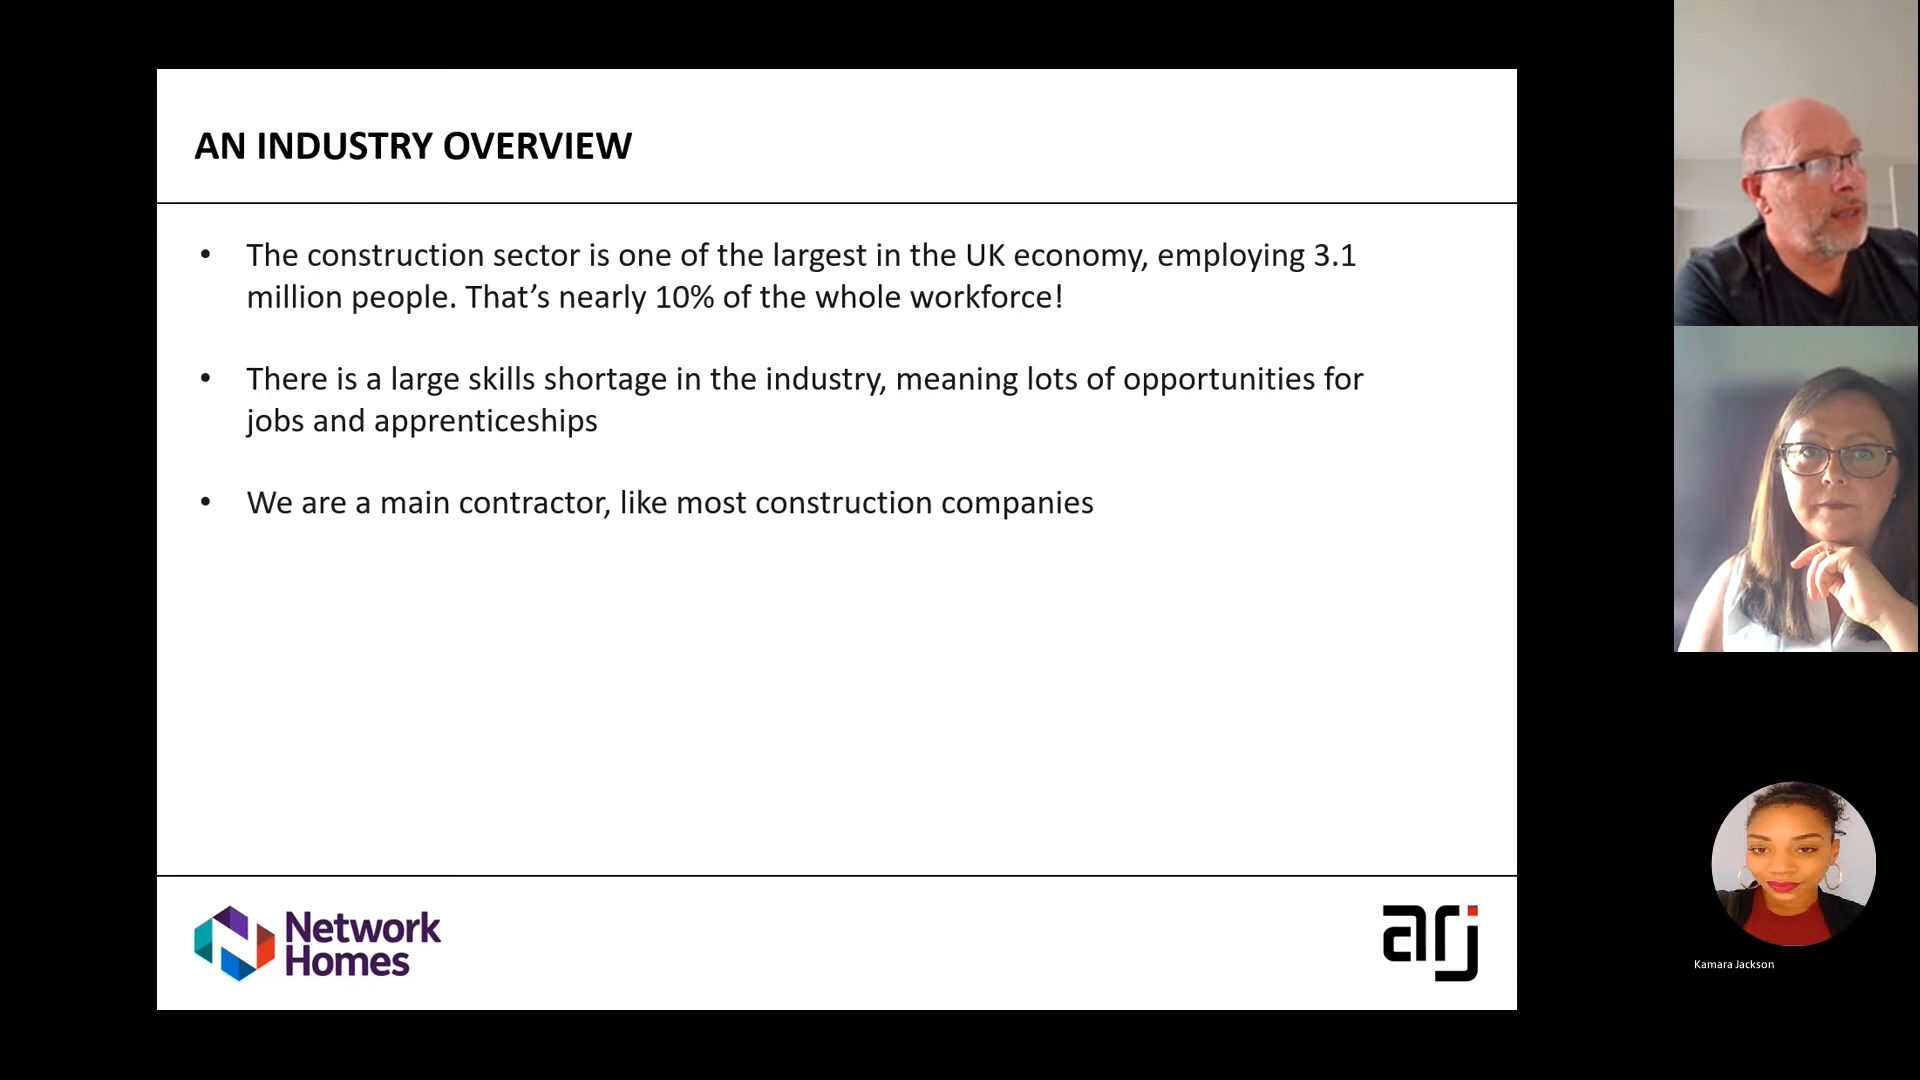 AN INDUSTRY OVERVIEW
• The construction sector is one of the largest in the UK economy, employing 3.1
million people. That’s nearly 10% of the whole workforce!
• There is a large skills shortage in the industry, meaning lots of opportunities for
jobs and apprenticeships
• We are a main contractor, like most construction companies
Network
Homes
arj
Kamara Jackson